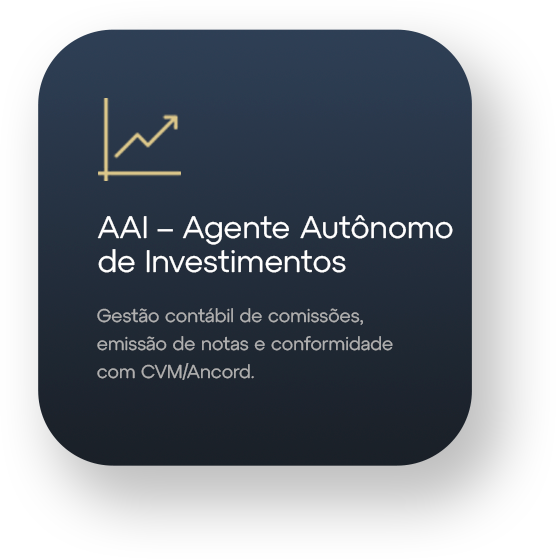 AAI – Agente Autônomo
de Investimentos
Gestão contábil de comissões,
emissão de notas e conformidade
com CVM/Ancord.